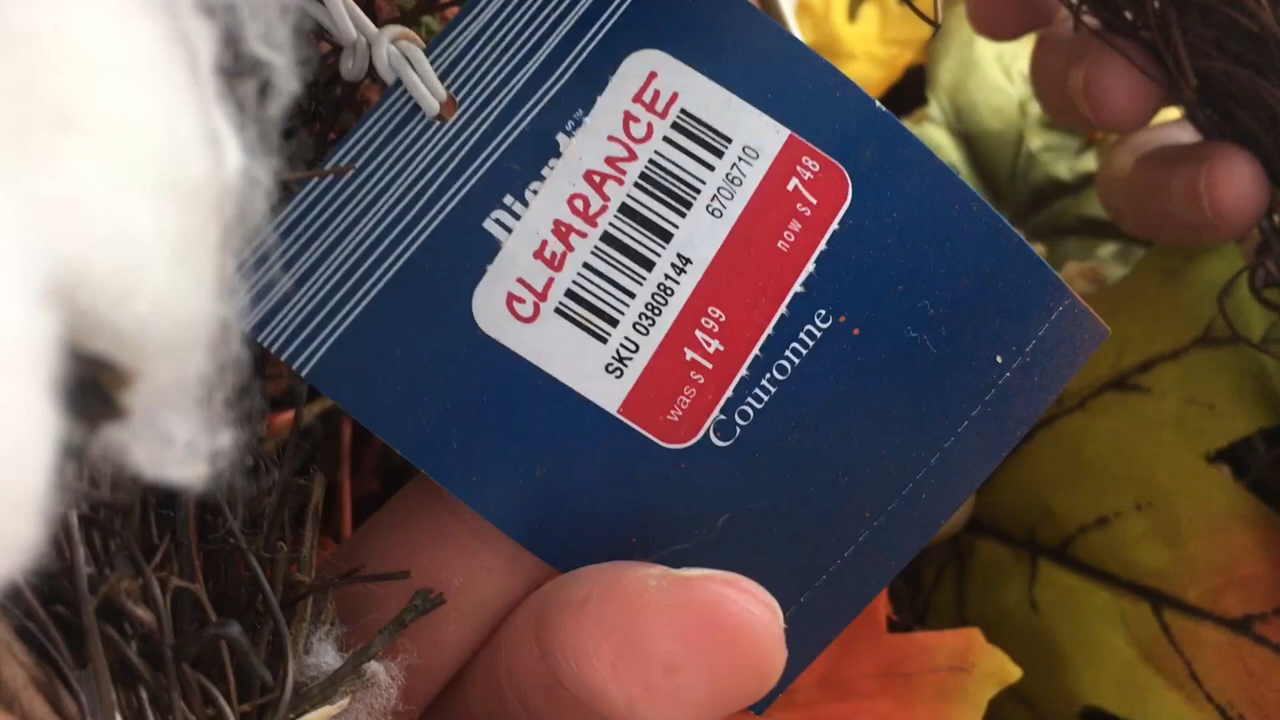 CLEARANCE
670/6710
SKU 03808144
was $14.99 now $7.48
Couronne